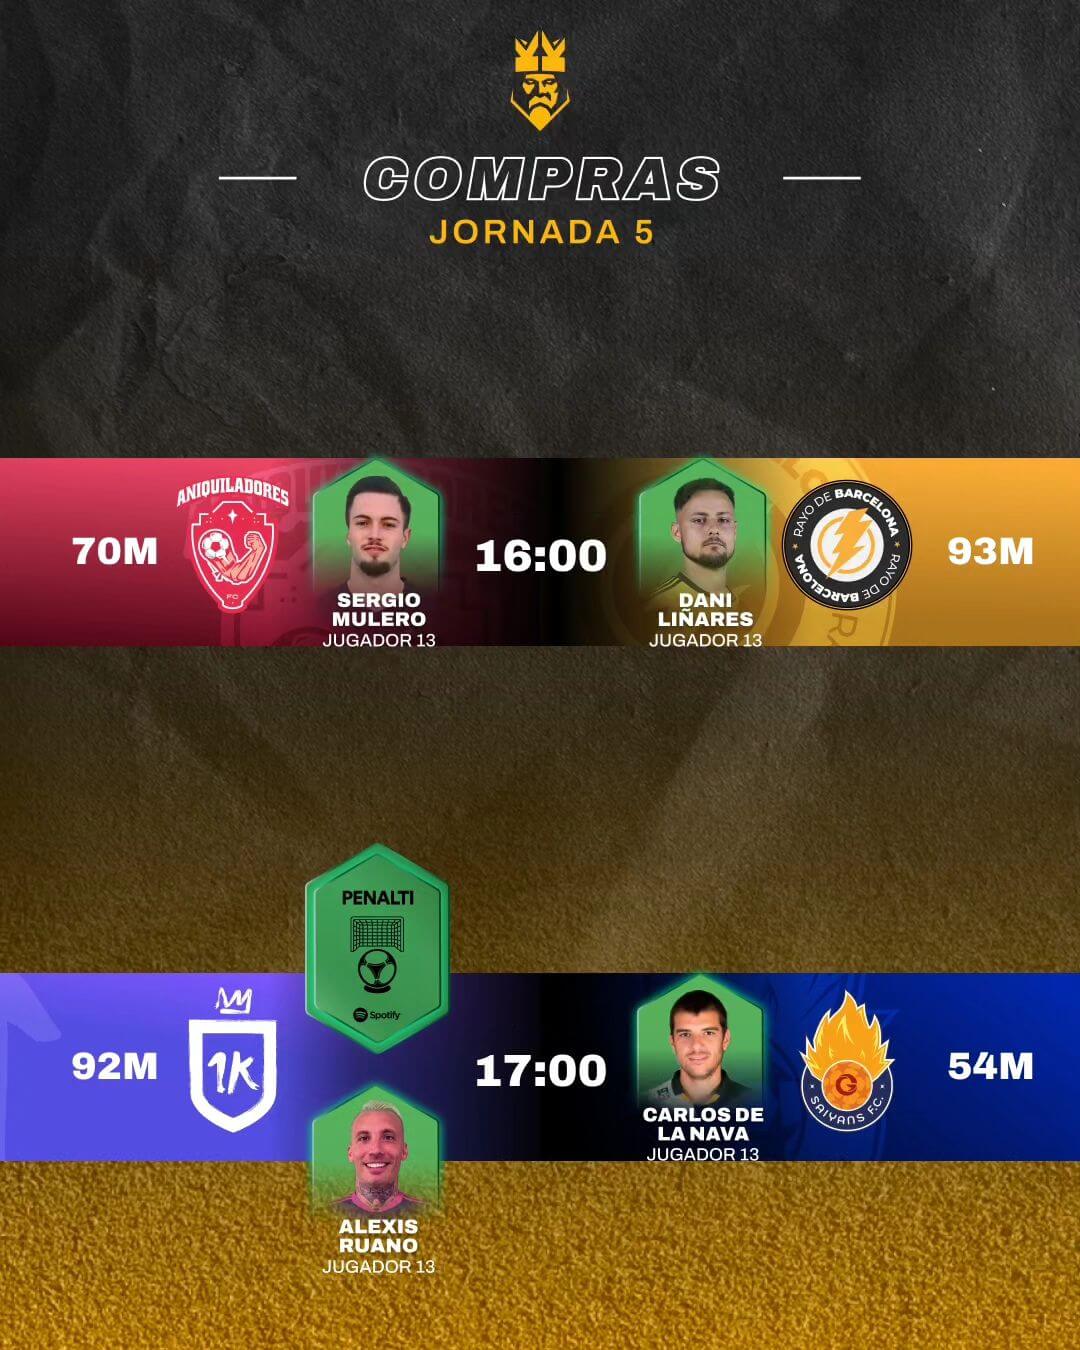 COMPRAS
JORNADA 5
70M
ANIQUILADORES
FC
SERGIO
MULERO
JUGADOR 13
16:00
DANI
LIÑARES
JUGADOR 13
RAYO DE BARCELONA
RAYO DE BARCELONA
93M
PENALTI
Spotify
92M
1K
17:00
CARLOS DE
LA NAVA
JUGADOR 13
G
SAIYANS F.C.
54M
ALEXIS
RUANO
JUGADOR 13